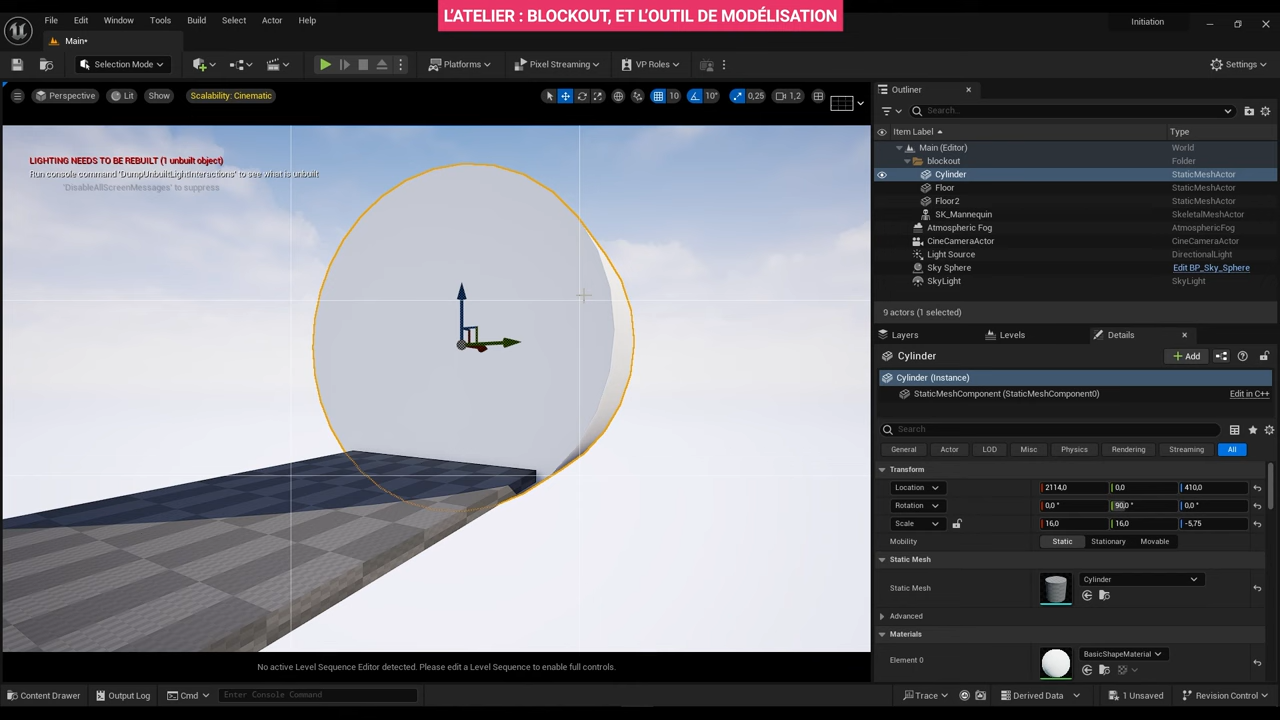 L'ATELIER : BLOCKOUT, ET L'OUTIL DE MODÉLISATION
File Edit Window Tools Build Select Actor Help
Initiation
Main*
Selection Mode
Platforms
Pixel Streaming
VP Roles
Settings
Perspective Lit Show Scalability: Cinematic
10 10° 0,25 1,2
LIGHTING NEEDS TO BE REBUILT (1 unbuilt object)
Run console command 'DumpUnbuiltLightInteractions' to see what is unbuilt
'DisableAllScreenMessages' to suppress
No active Level Sequence Editor detected. Please edit a Level Sequence to enable full controls.
Outliner
Search...
Item Label Type
Main (Editor) World
blockout Folder
Cylinder StaticMeshActor
Floor StaticMeshActor
Floor2 StaticMeshActor
SK_Mannequin SkeletalMeshActor
Atmospheric Fog AtmosphericFog
CineCameraActor CineCameraActor
Light Source DirectionalLight
Sky Sphere Edit BP_Sky_Sphere
SkyLight SkyLight
9 actors (1 selected)
Layers Levels Details
Cylinder
Add
Cylinder (Instance)
StaticMeshComponent (StaticMeshComponent0) Edit in C++
Search
General Actor LOD Misc Physics Rendering Streaming All
Transform
Location 2114,0 0,0 410,0
Rotation 0,0 ° 90,0 ° 0,0 °
Scale 16,0 16,0 -5,75
Mobility Static Stationary Movable
Static Mesh
Static Mesh Cylinder
Advanced
Materials
Element 0 BasicShapeMaterial
Content Drawer Output Log Cmd Enter Console Command
Trace Derived Data 1 Unsaved Revision Control